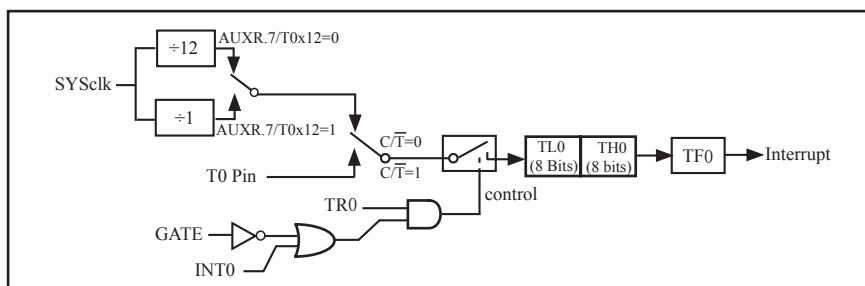 AUXR.7/T0x12=0
÷12
SYSclk
÷1
AUXR.7/T0x12=1
C/T̅=0
C/T̅=1
T0 Pin
TL0
(8 Bits)
TH0
(8 bits)
TF0
Interrupt
control
TR0
GATE
INT0